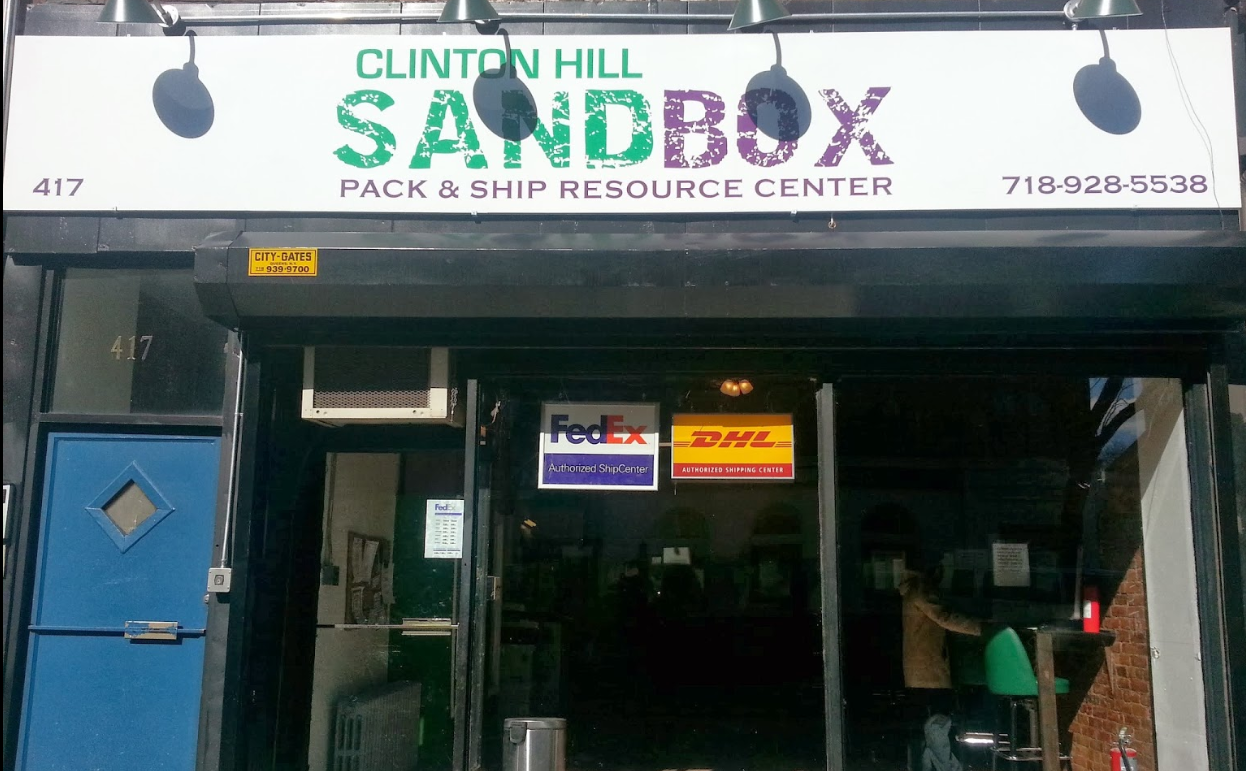 CLINTON HILL
SANDBOX
417
PACK & SHIP RESOURCE CENTER
718-928-5538
CITY-GATES
939-9700
417
FedEx
Authorized ShipCenter
DHL
AUTHORIZED SHIPPING CENTER
FedEx